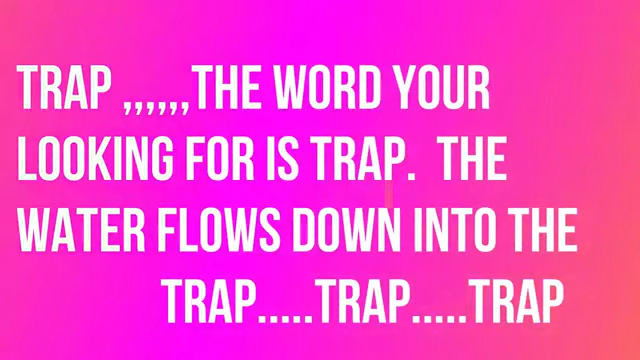 TRAP ,,,,,,THE WORD YOUR
LOOKING FOR IS TRAP.  THE
WATER FLOWS DOWN INTO THE
TRAP.....TRAP.....TRAP